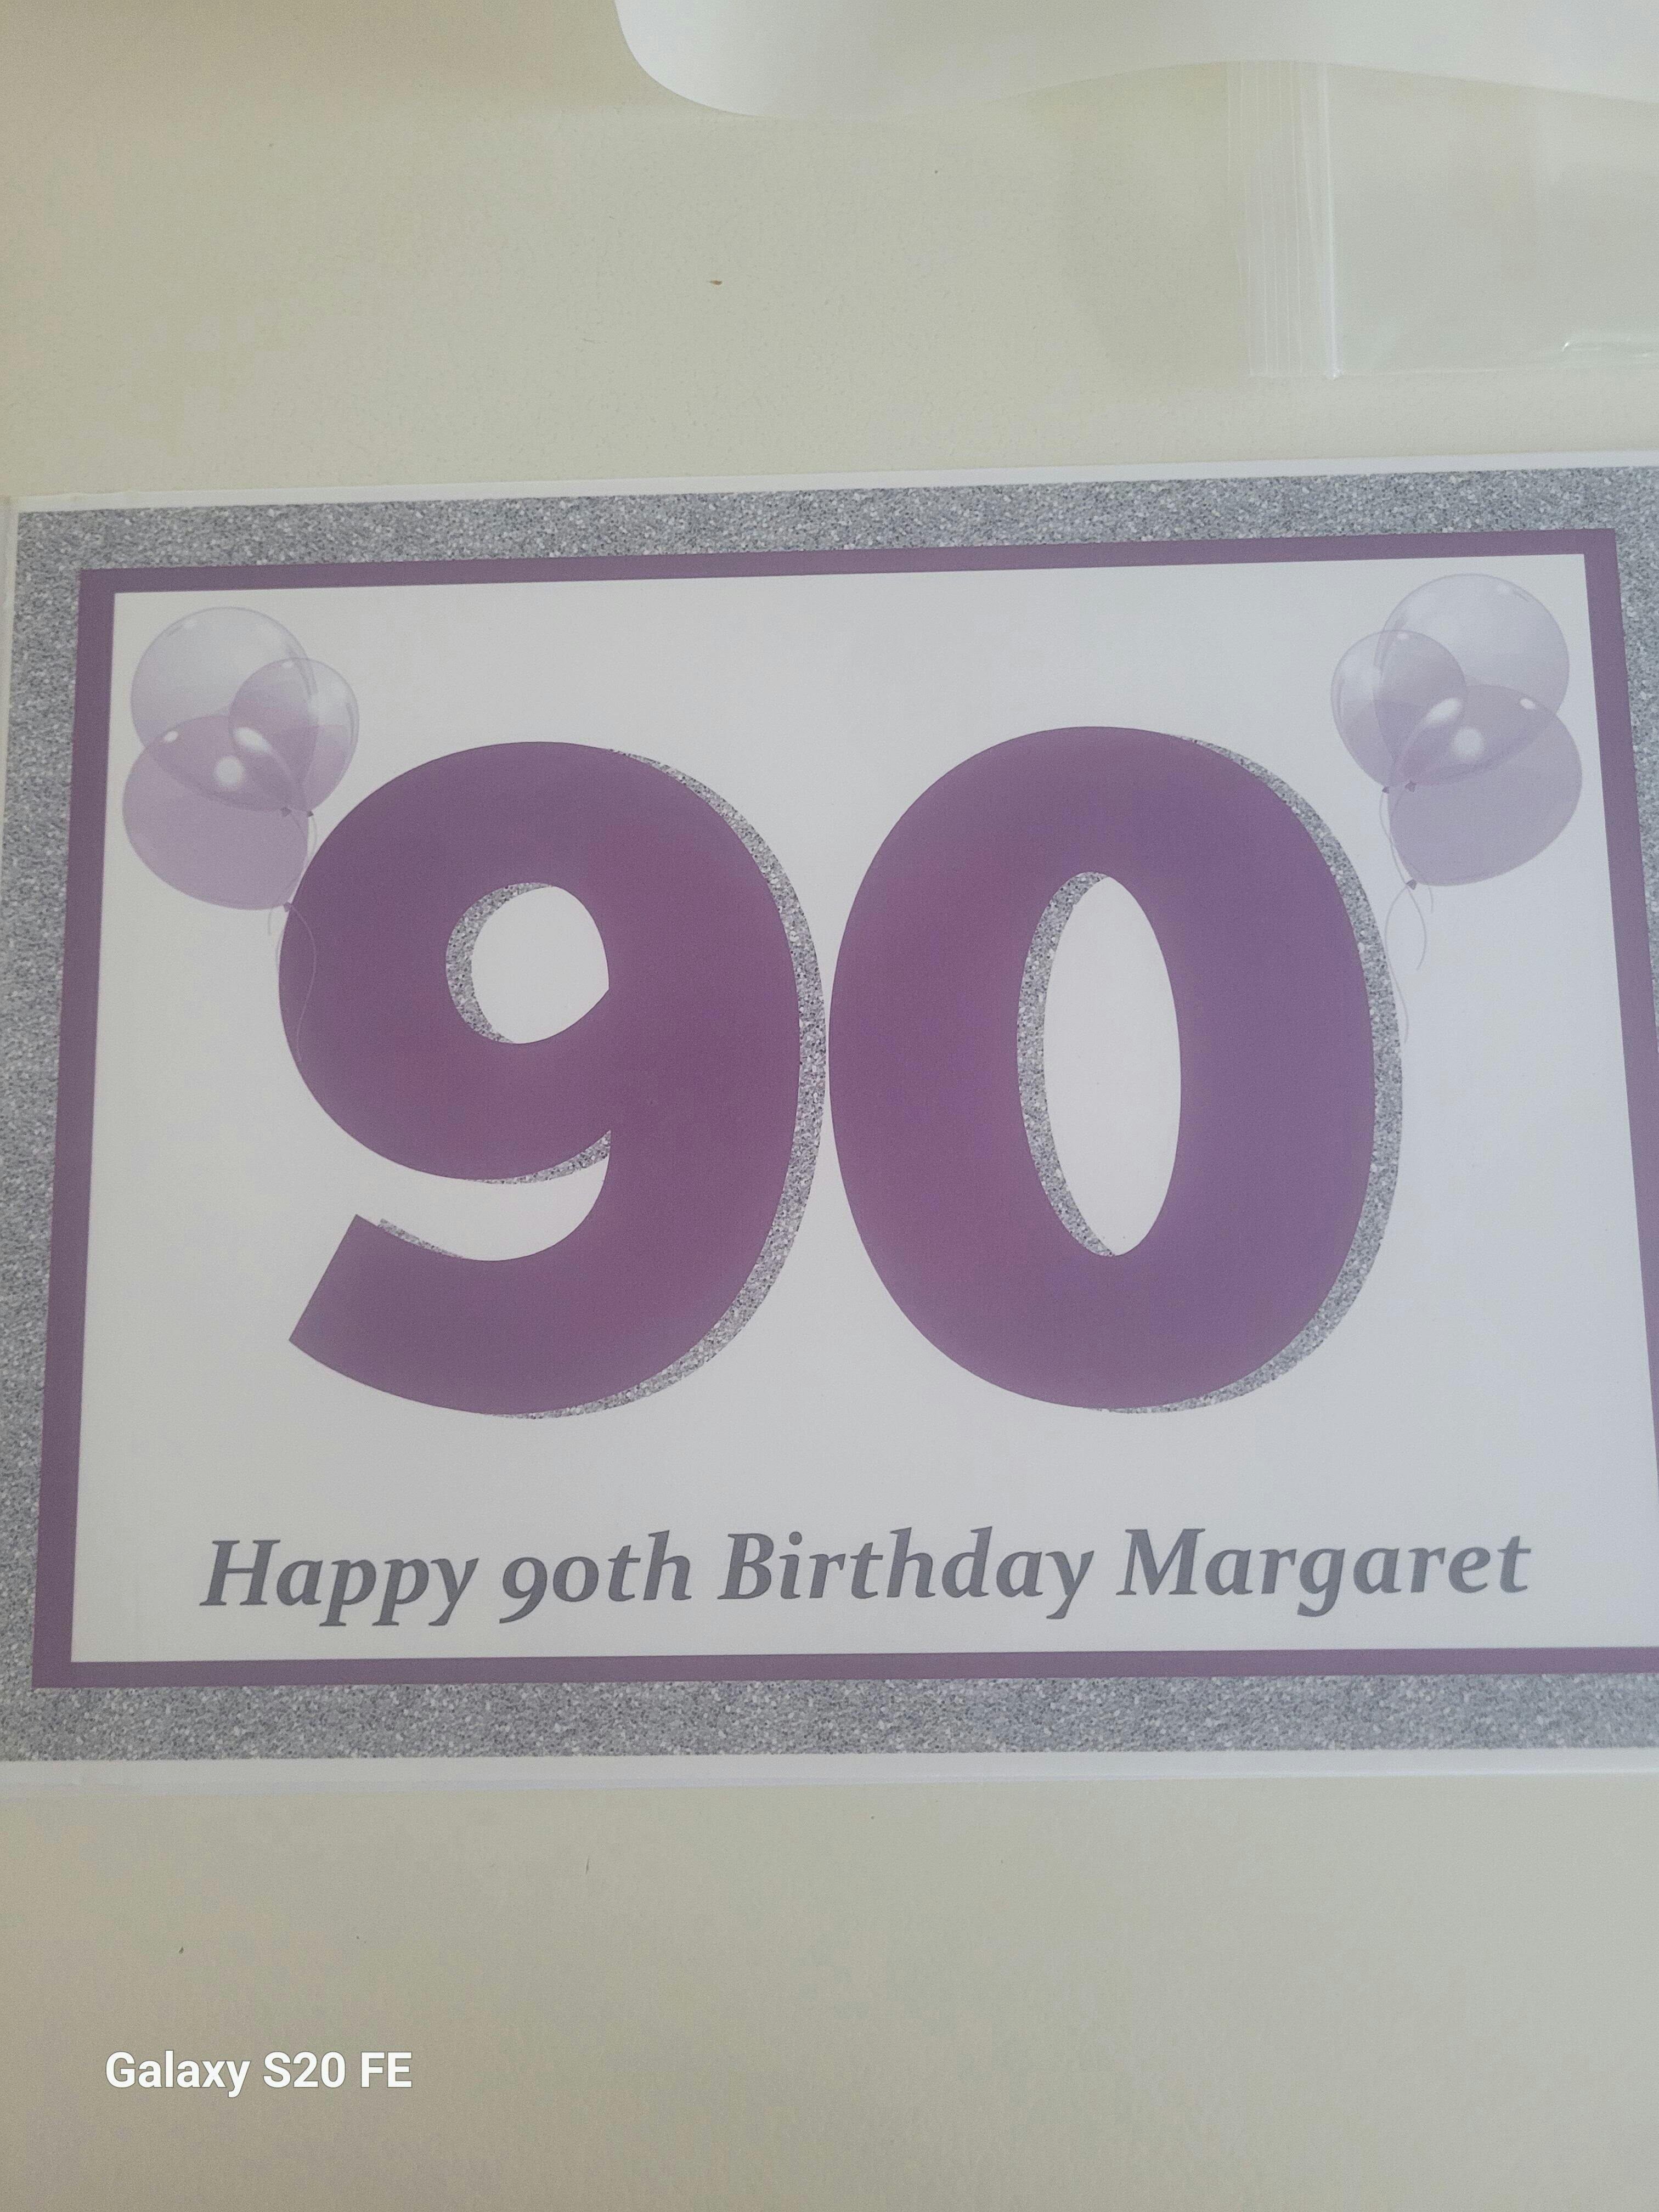 90
Happy 90th Birthday Margaret
Galaxy S20 FE